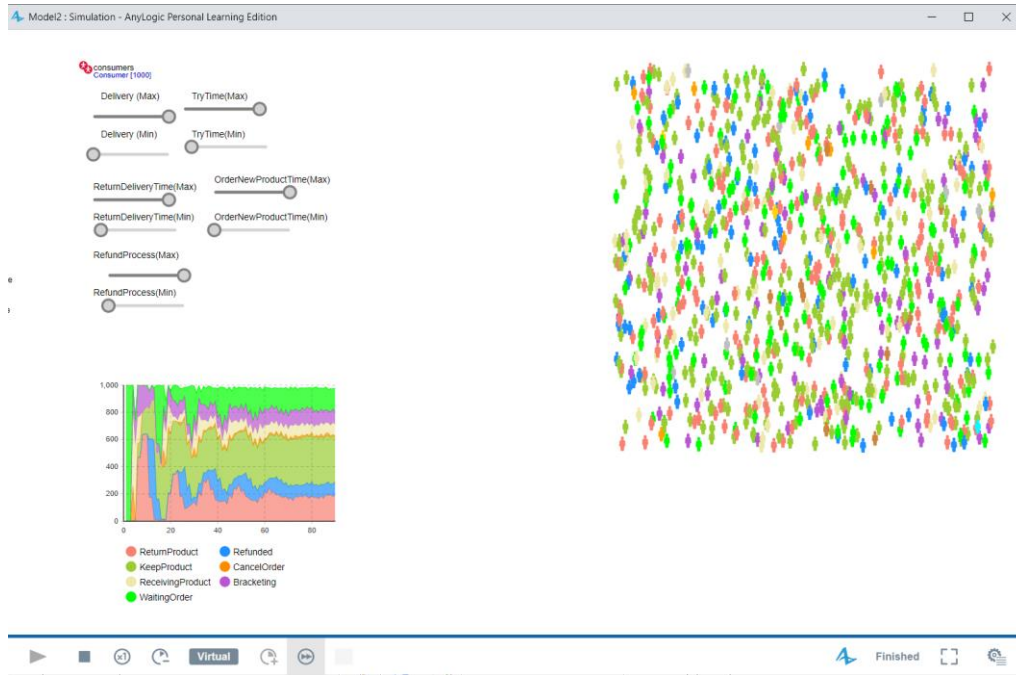 Model2 : Simulation - AnyLogic Personal Learning Edition
consumers
Consumer [1000]
Delivery (Max) TryTime(Max)
Delivery (Min) TryTime(Min)
ReturnDeliveryTime(Max) OrderNewProductTime(Max)
ReturnDeliveryTime(Min) OrderNewProductTime(Min)
RefundProcess(Max)
RefundProcess(Min)
1,000
800
600
400
200
0
0 20 40 60 80
ReturnProduct Refunded
KeepProduct CancelOrder
ReceivingProduct Bracketing
WaitingOrder
x1 Virtual Finished